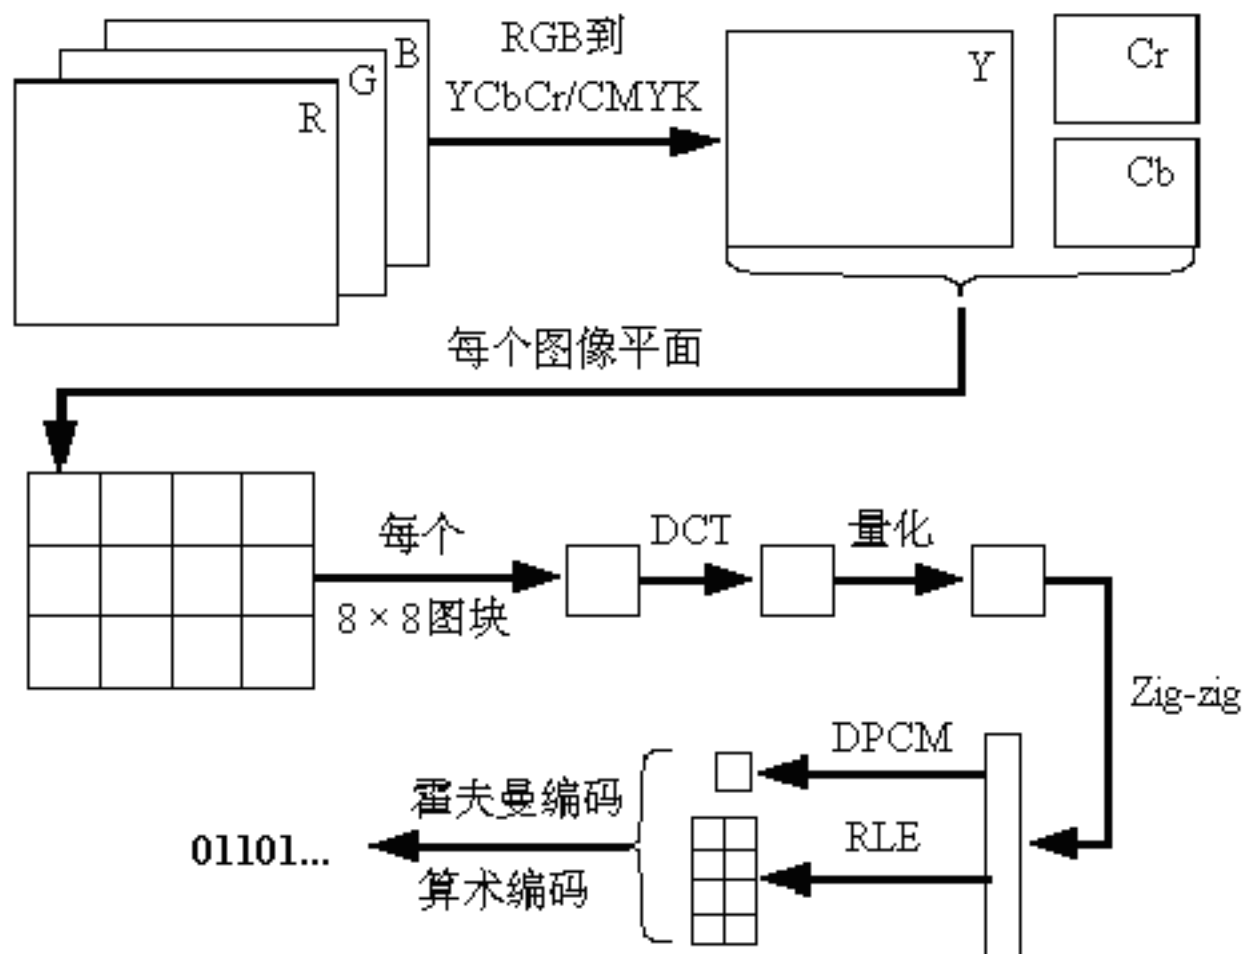 B
G
R
RGB到
YCbCr/CMYK
Y
Cr
Cb
每个图像平面
每个
8×8图块
DCT
量化
Zig-zig
DPCM
RLE
霍夫曼编码
算术编码
01101...